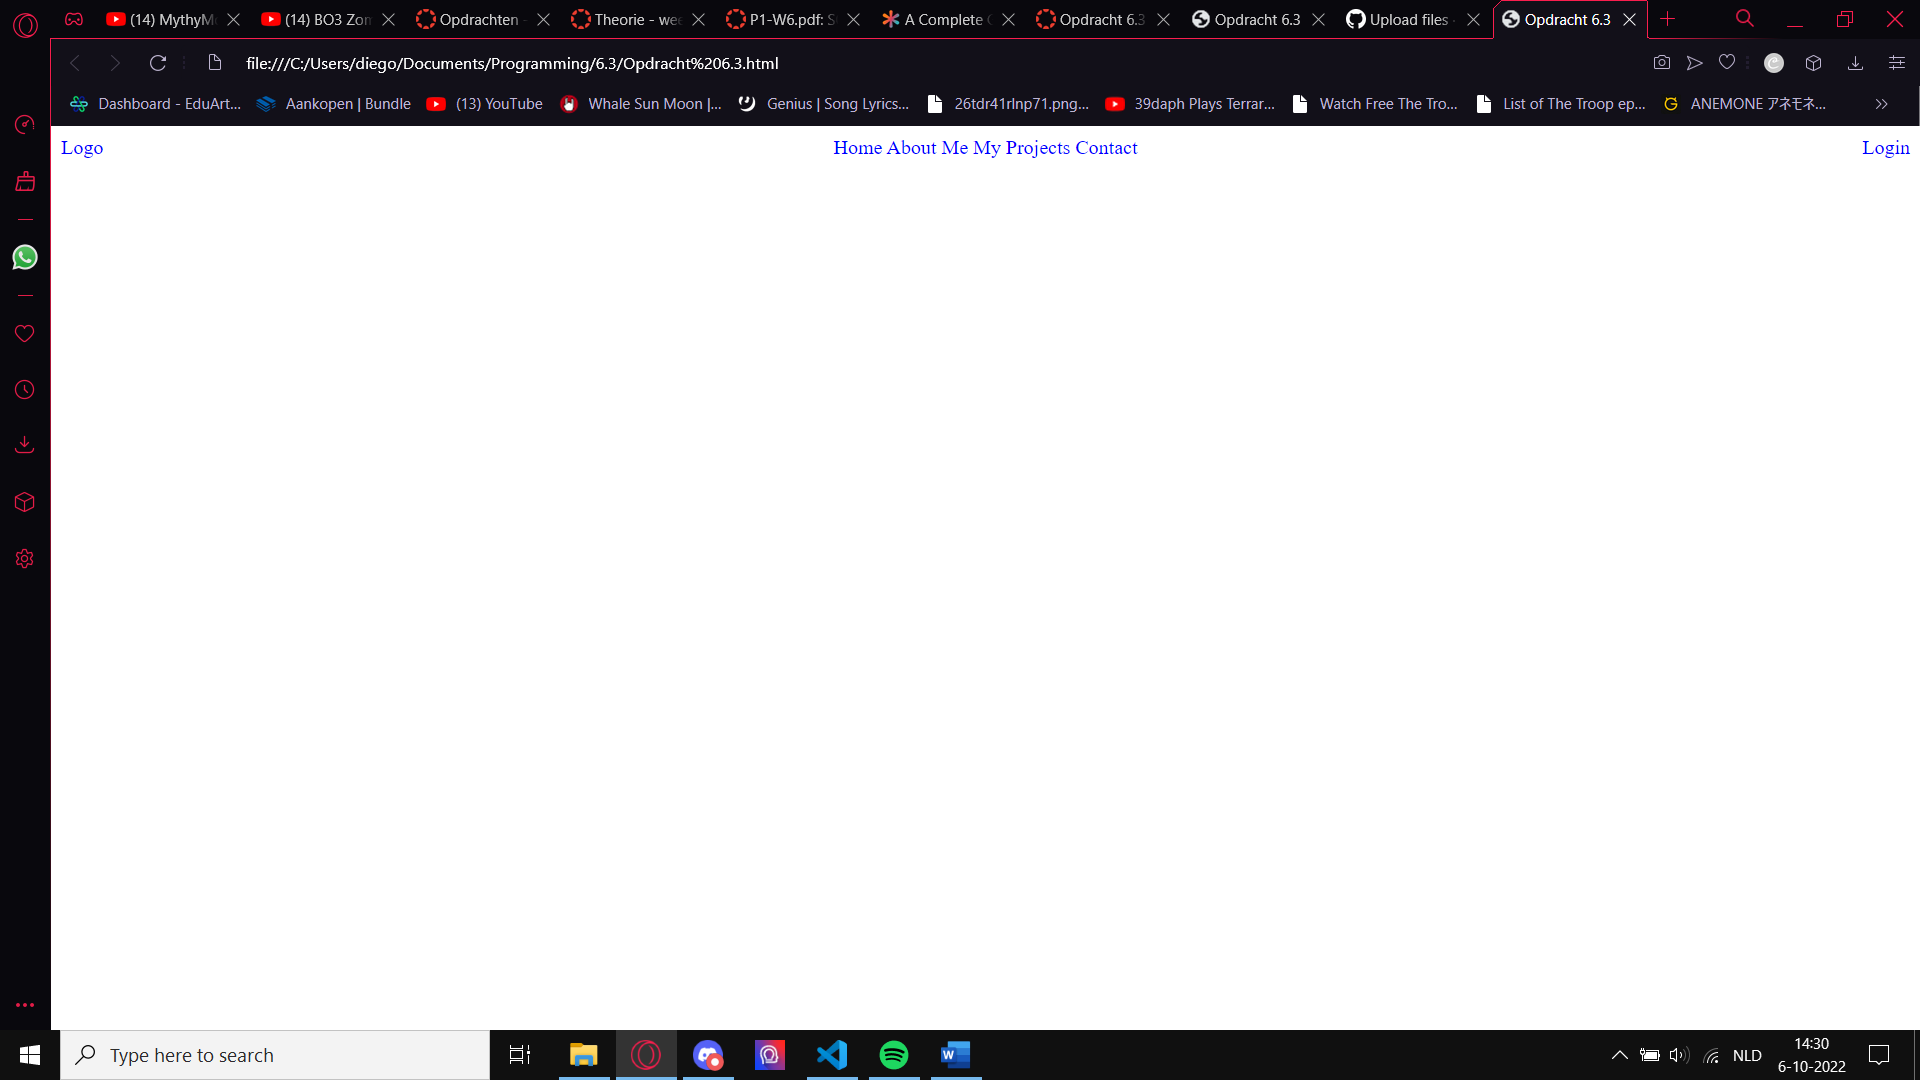 (14) MythyM
(14) BO3 Zom
Opdrachten -
Theorie - wee
P1-W6.pdf: S
A Complete
Opdracht 6.3
Opdracht 6.3
Upload files ·
Opdracht 6.3
file:///C:/Users/diego/Documents/Programming/6.3/Opdracht%206.3.html
Dashboard - EduArt...
Aankopen | Bundle
(13) YouTube
Whale Sun Moon |...
Genius | Song Lyrics...
26tdr41rlnp71.png...
39daph Plays Terrar...
Watch Free The Tro...
List of The Troop ep...
ANEMONE アネモネ...
Logo
Home About Me My Projects Contact
Login
Type here to search
NLD
14:30
6-10-2022